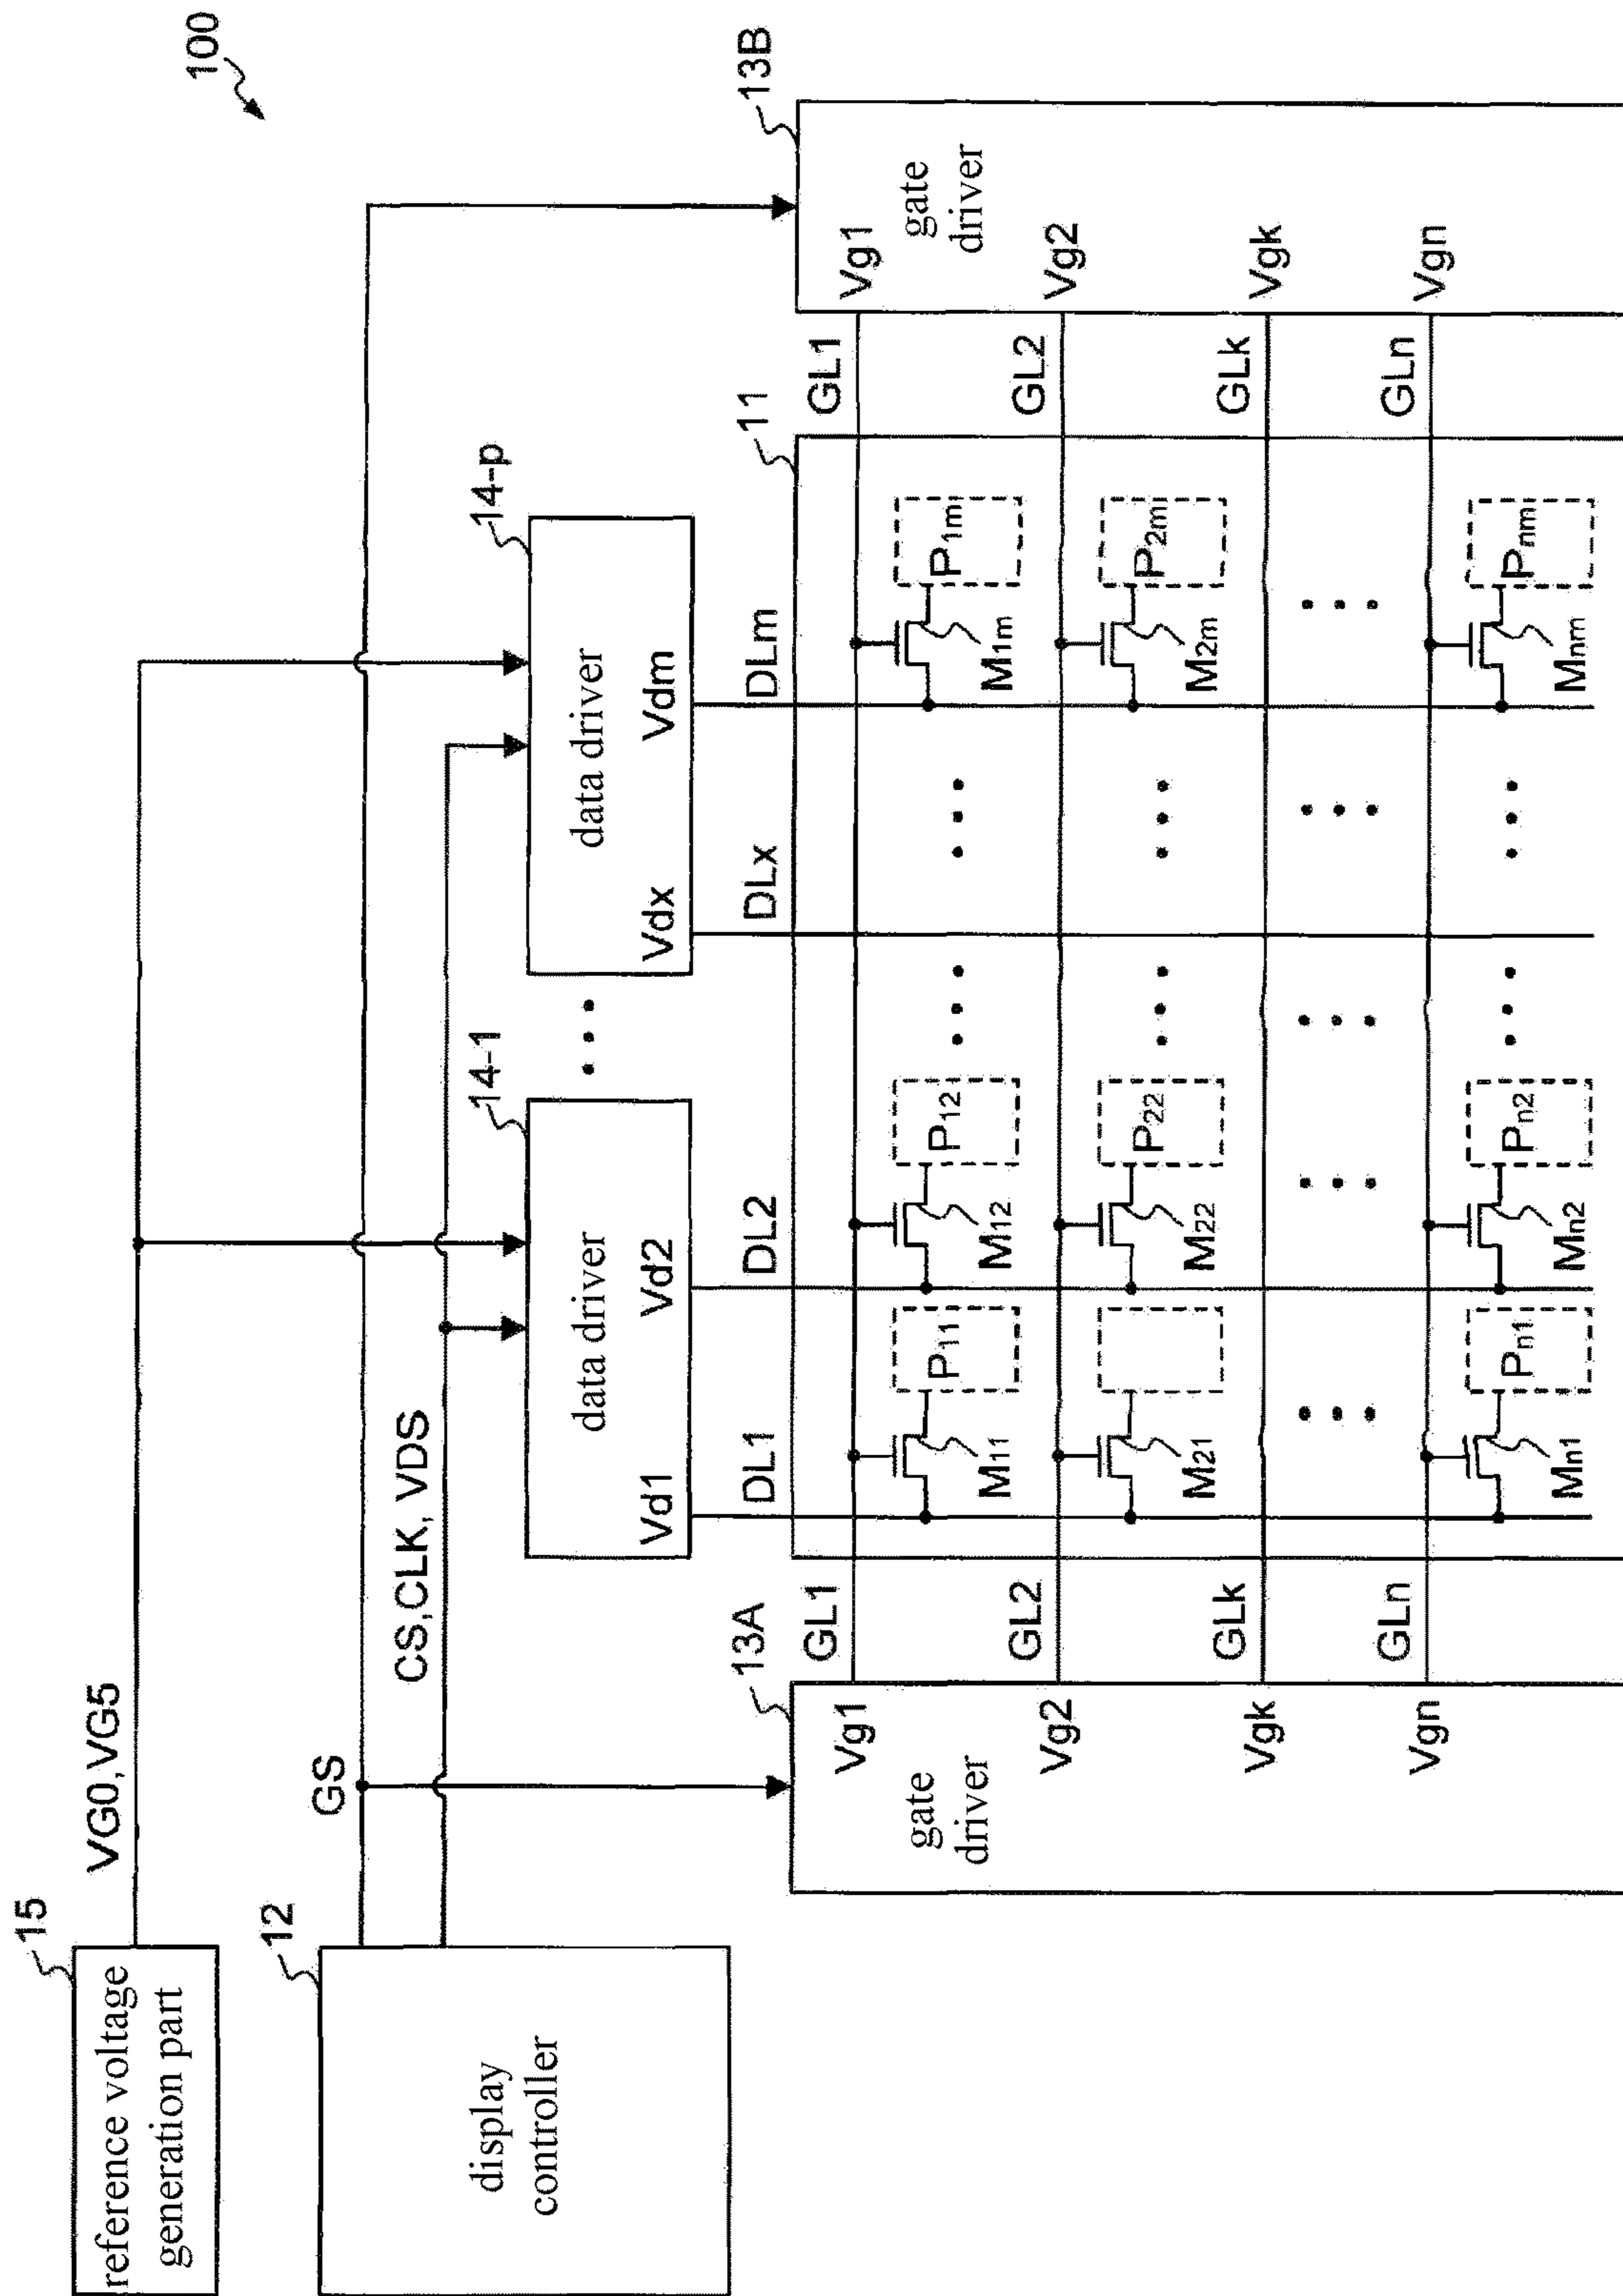 100
15
reference voltage
generation part
VG0,VG5
12
display
controller
GS
CS,CLK, VDS
14-1
data driver
Vd1 Vd2
14-p
data driver
Vdx Vdm
13A
gate
driver
Vg1
Vg2
Vgk
Vgn
GL1
GL2
GLk
GLn
DL1 DL2 DLx DLm
11
M11 P11 M12 P12 M1m P1m
M21 M22 P22 M2m P2m
Mn1 Pn1 Mn2 Pn2 Mnm Pnm
GL1
GL2
GLk
GLn
13B
gate
driver
Vg1
Vg2
Vgk
Vgn